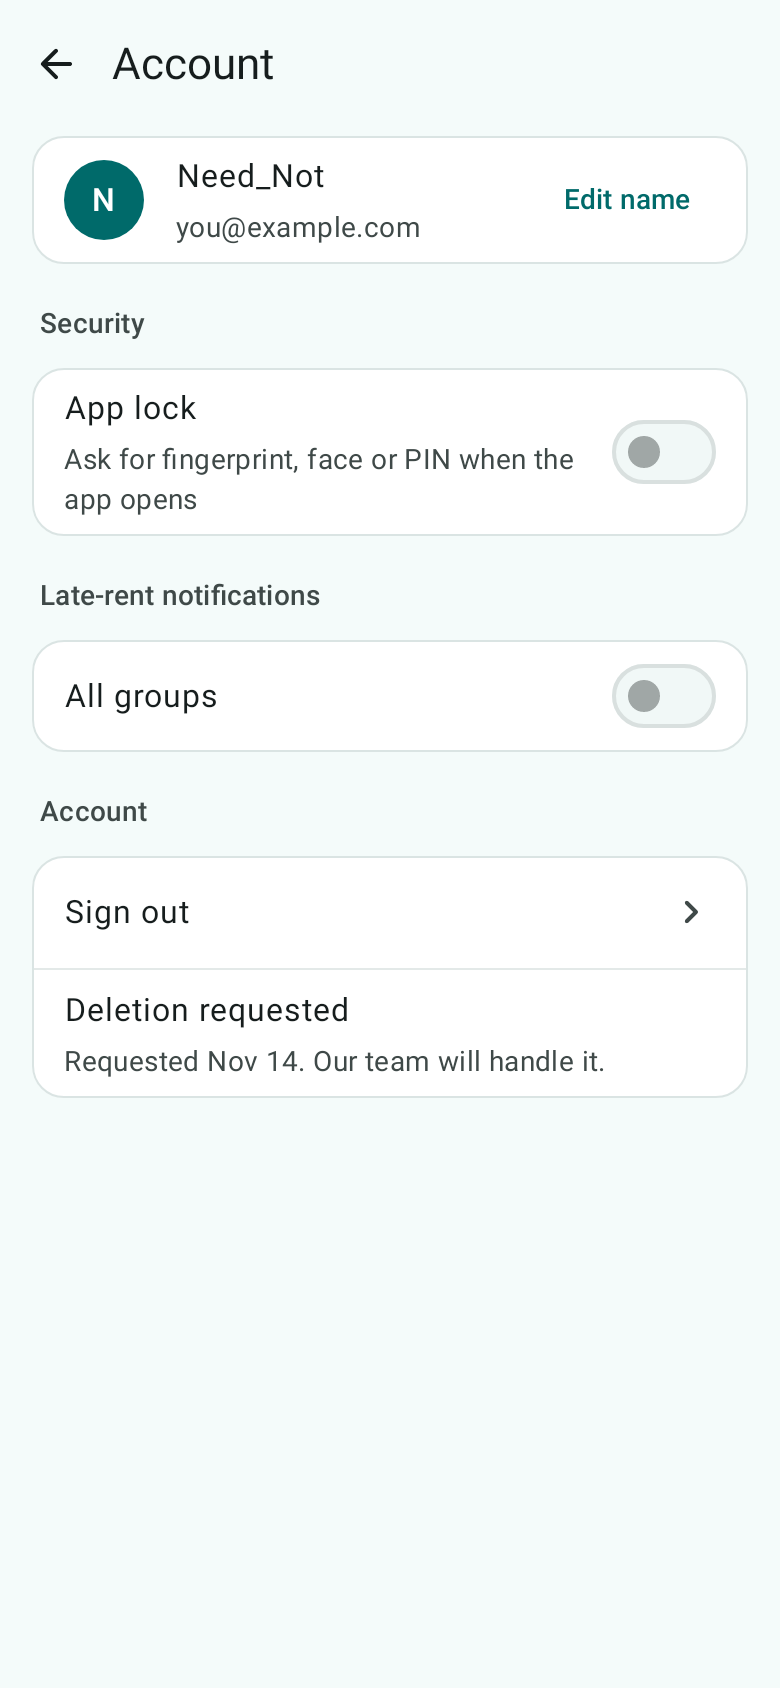 Account
N
Need_Not
you@example.com
Edit name
Security
App lock
Ask for fingerprint, face or PIN when the
app opens
Late-rent notifications
All groups
Account
Sign out
Deletion requested
Requested Nov 14. Our team will handle it.